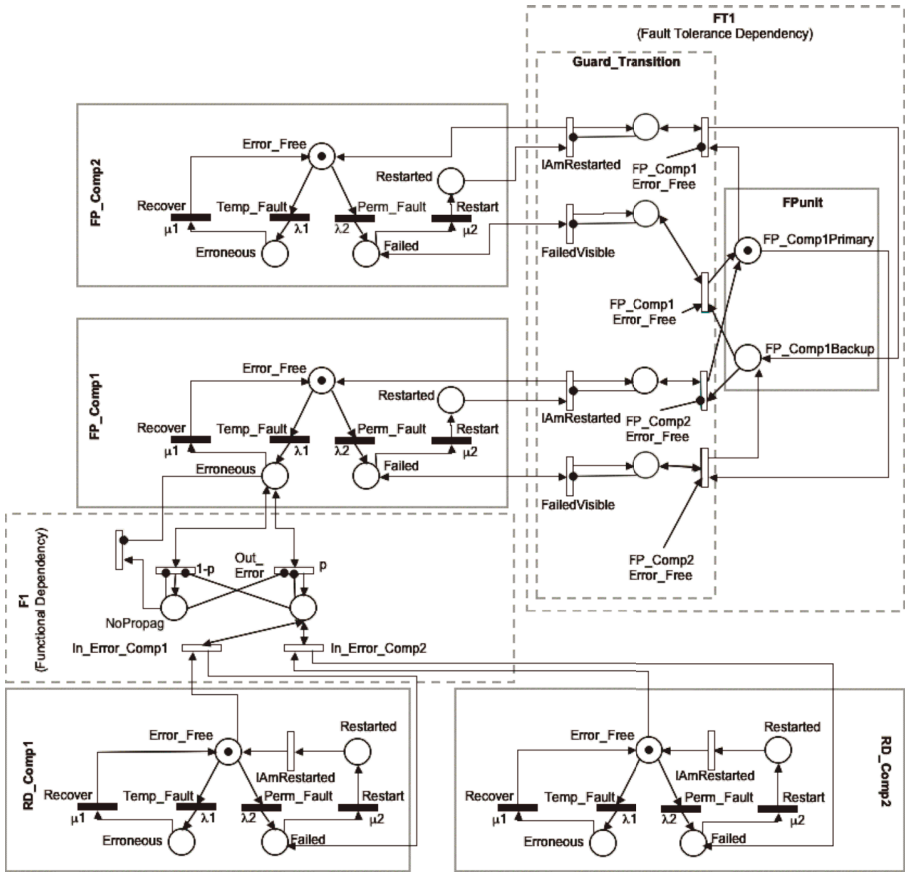 FT1
(Fault Tolerance Dependency)
Guard_Transition
FP_Comp2
Error_Free
Restarted
Recover
Temp_Fault
Perm_Fault
Restart
μ1
λ1
λ2
μ2
Erroneous
Failed
IAmRestarted
FP_Comp1
Error_Free
FailedVisible
FP_Comp1
Error_Free
FPunit
FP_Comp1Primary
FP_Comp1Backup
FP_Comp1
Error_Free
Restarted
Recover
Temp_Fault
Perm_Fault
Restart
μ1
λ1
λ2
μ2
Erroneous
Failed
IAmRestarted
FP_Comp2
Error_Free
FailedVisible
FP_Comp2
Error_Free
F1
(Functional Dependency)
1-p
Out_
Error
p
NoPropag
In_Error_Comp1
In_Error_Comp2
RD_Comp1
Error_Free
Restarted
IAmRestarted
Recover
Temp_Fault
Perm_Fault
Restart
μ1
λ1
λ2
μ2
Erroneous
Failed
RD_Comp2
Error_Free
Restarted
IAmRestarted
Recover
Temp_Fault
Perm_Fault
Restart
μ1
λ1
λ2
μ2
Erroneous
Failed